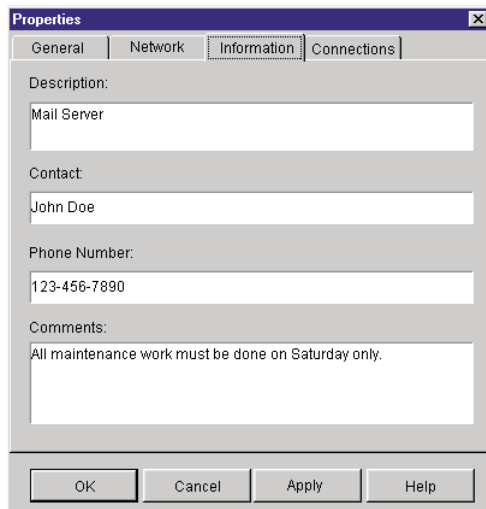 Properties
General Network Information Connections
Description:
Mail Server
Contact:
John Doe
Phone Number:
123-456-7890
Comments:
All maintenance work must be done on Saturday only.
OK Cancel Apply Help